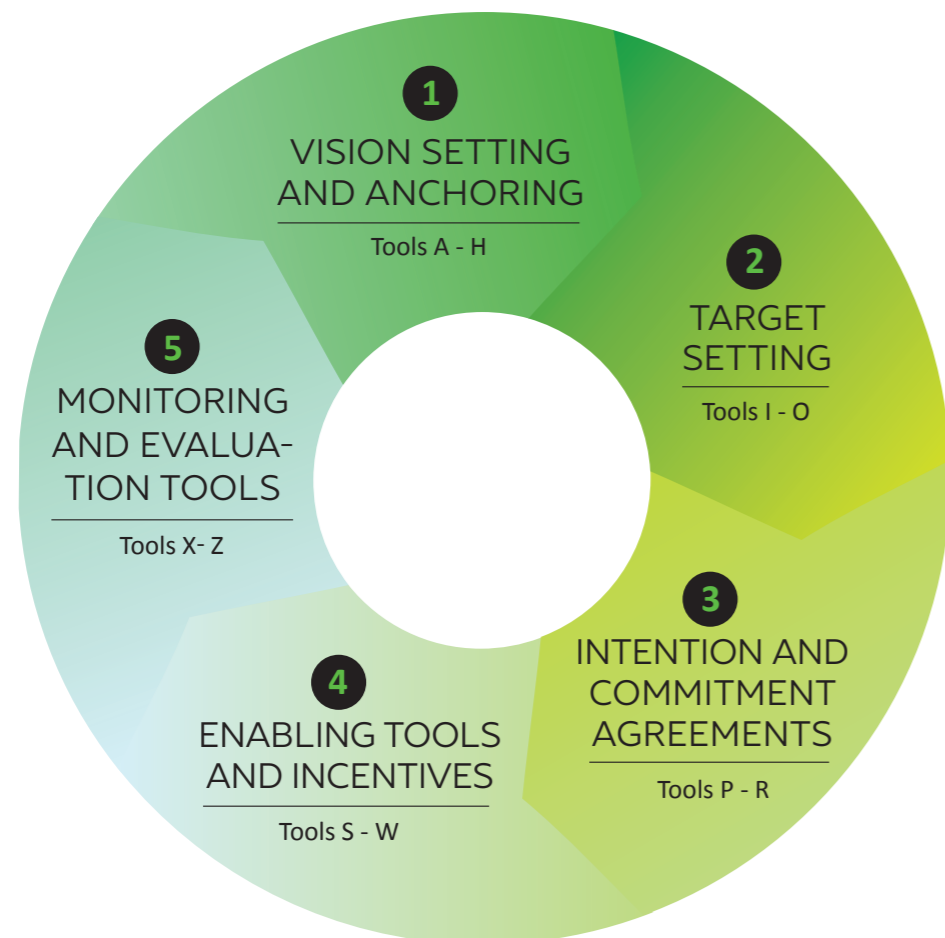 1
VISION SETTING
AND ANCHORING
Tools A - H
2
TARGET
SETTING
Tools I - O
3
INTENTION AND
COMMITMENT
AGREEMENTS
Tools P - R
4
ENABLING TOOLS
AND INCENTIVES
Tools S - W
5
MONITORING
AND EVALUA-
TION TOOLS
Tools X- Z